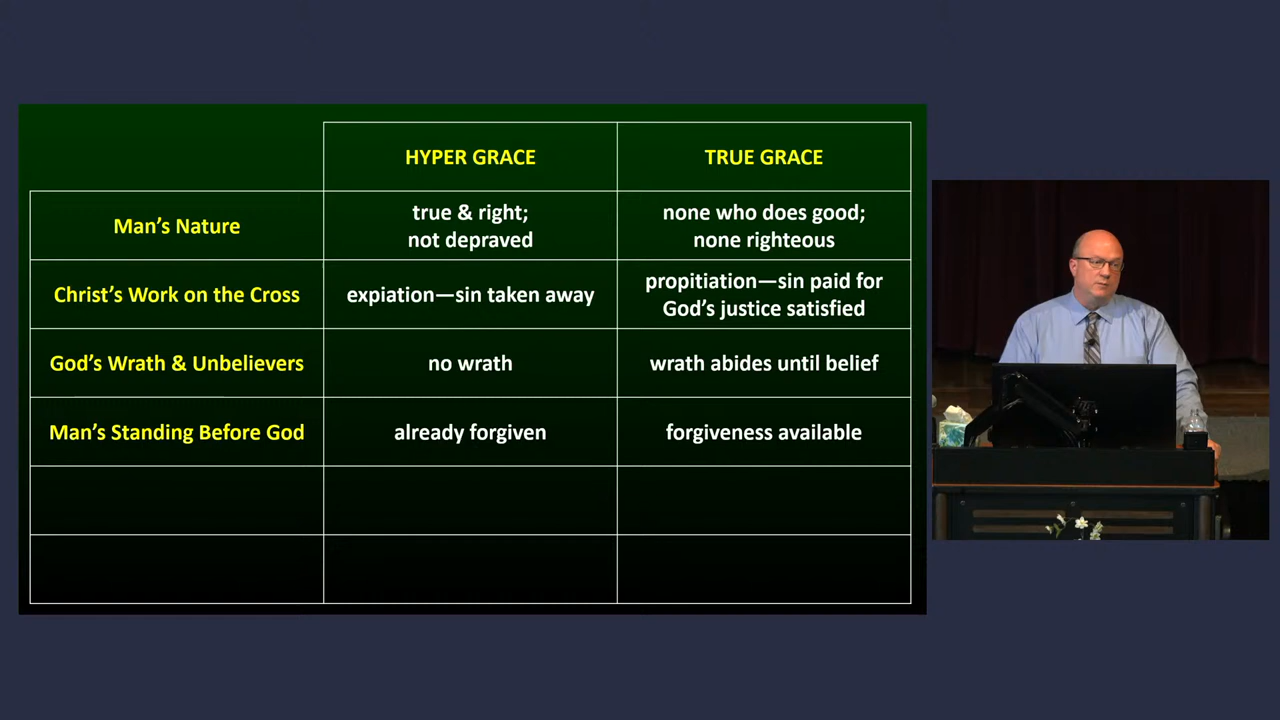 HYPER GRACE
TRUE GRACE
Man’s Nature
true & right;
not depraved
none who does good;
none righteous
Christ’s Work on the Cross
expiation—sin taken away
propitiation—sin paid for
God’s justice satisfied
God’s Wrath & Unbelievers
no wrath
wrath abides until belief
Man’s Standing Before God
already forgiven
forgiveness available